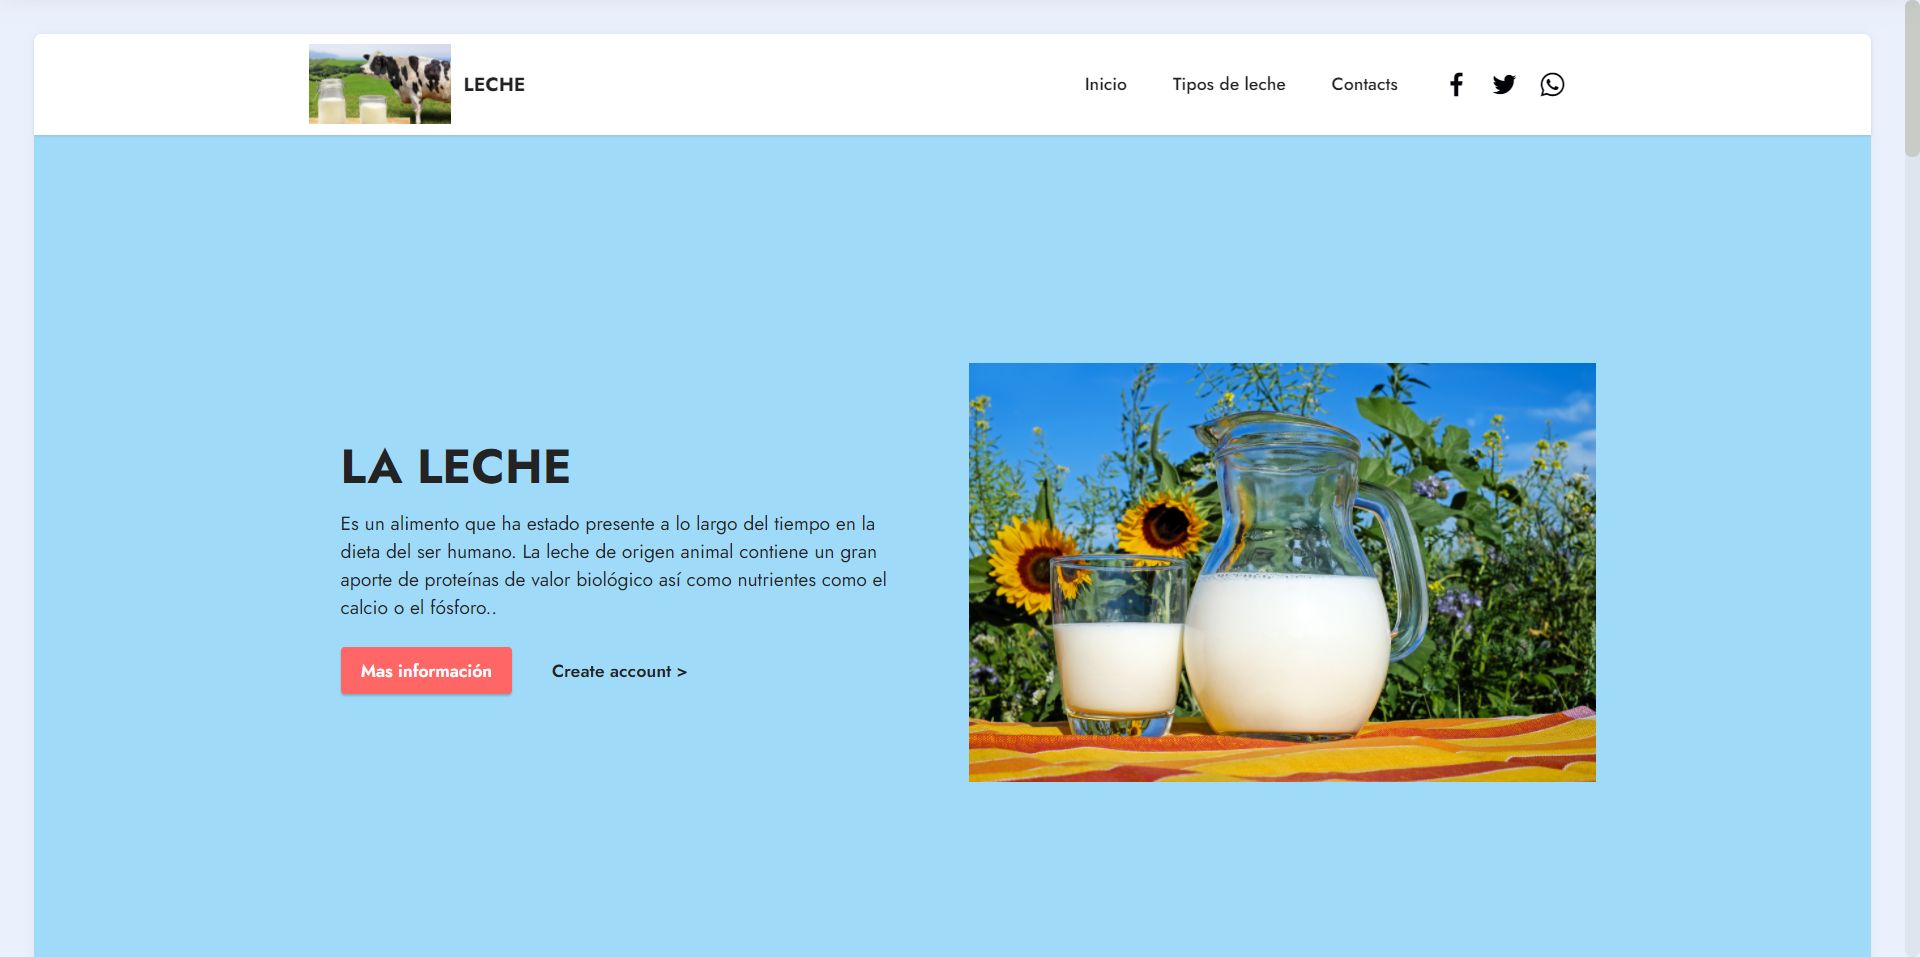 LECHE
Inicio
Tipos de leche
Contacts
LA LECHE
Es un alimento que ha estado presente a lo largo del tiempo en la
dieta del ser humano. La leche de origen animal contiene un gran
aporte de proteínas de valor biológico así como nutrientes como el
calcio o el fósforo..
Mas información
Create account >